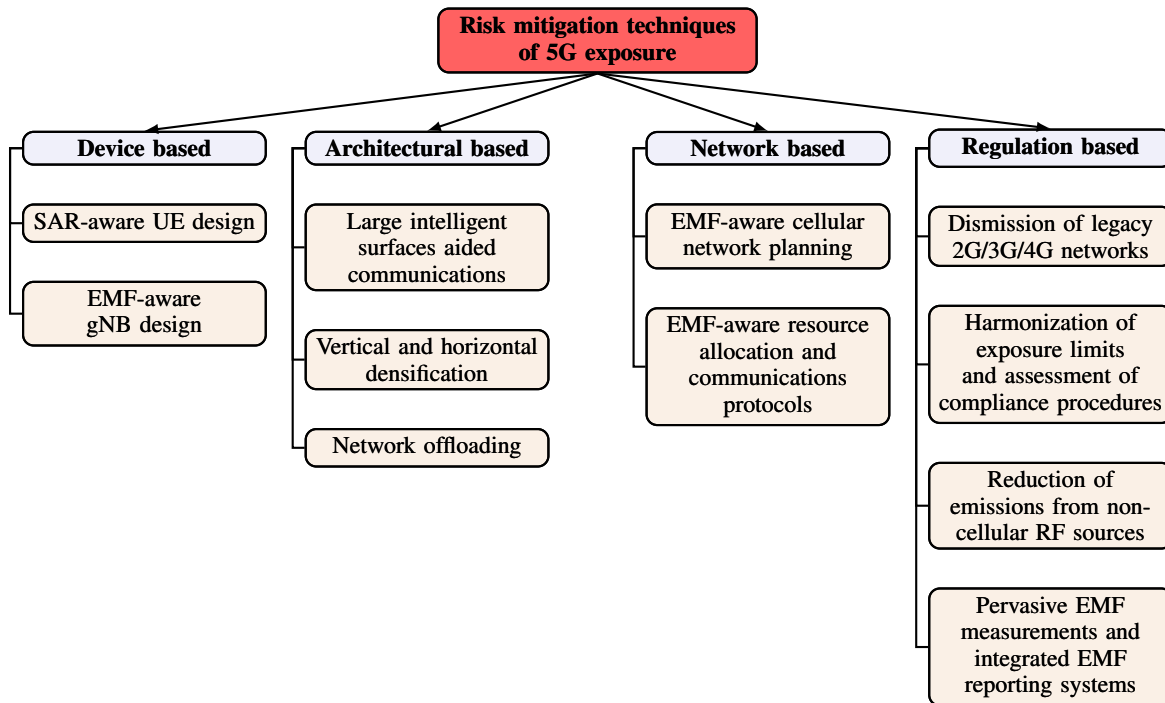 Risk mitigation techniques
of 5G exposure
Device based
SAR-aware UE design
EMF-aware
gNB design
Architectural based
Large intelligent
surfaces aided
communications
Vertical and horizontal
densification
Network offloading
Network based
EMF-aware cellular
network planning
EMF-aware resource
allocation and
communications
protocols
Regulation based
Dismission of legacy
2G/3G/4G networks
Harmonization of
exposure limits
and assessment of
compliance procedures
Reduction of
emissions from non-
cellular RF sources
Pervasive EMF
measurements and
integrated EMF
reporting systems